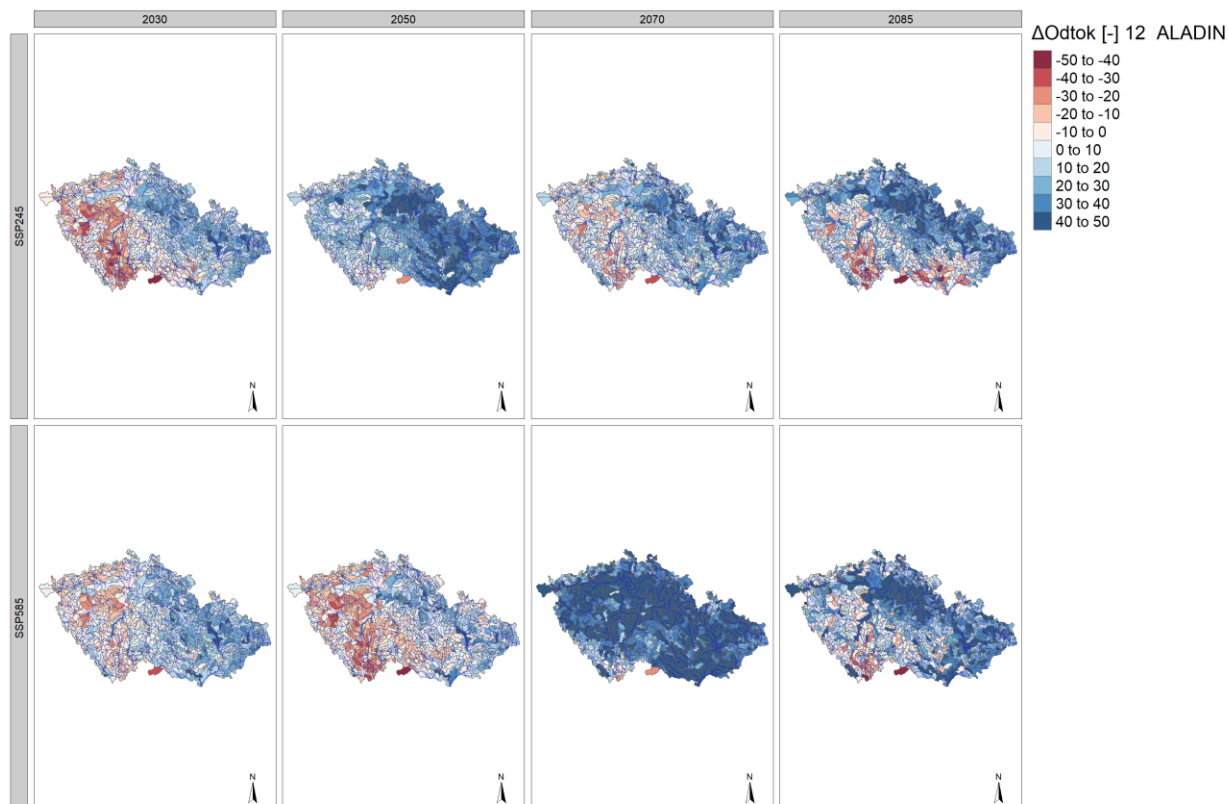 2030 2050 2070 2085
ΔOdtok [-] 12 ALADIN
-50 to -40
-40 to -30
-30 to -20
-20 to -10
-10 to 0
0 to 10
10 to 20
20 to 30
30 to 40
40 to 50
SSP245
N N N N
SSP585
N N N N